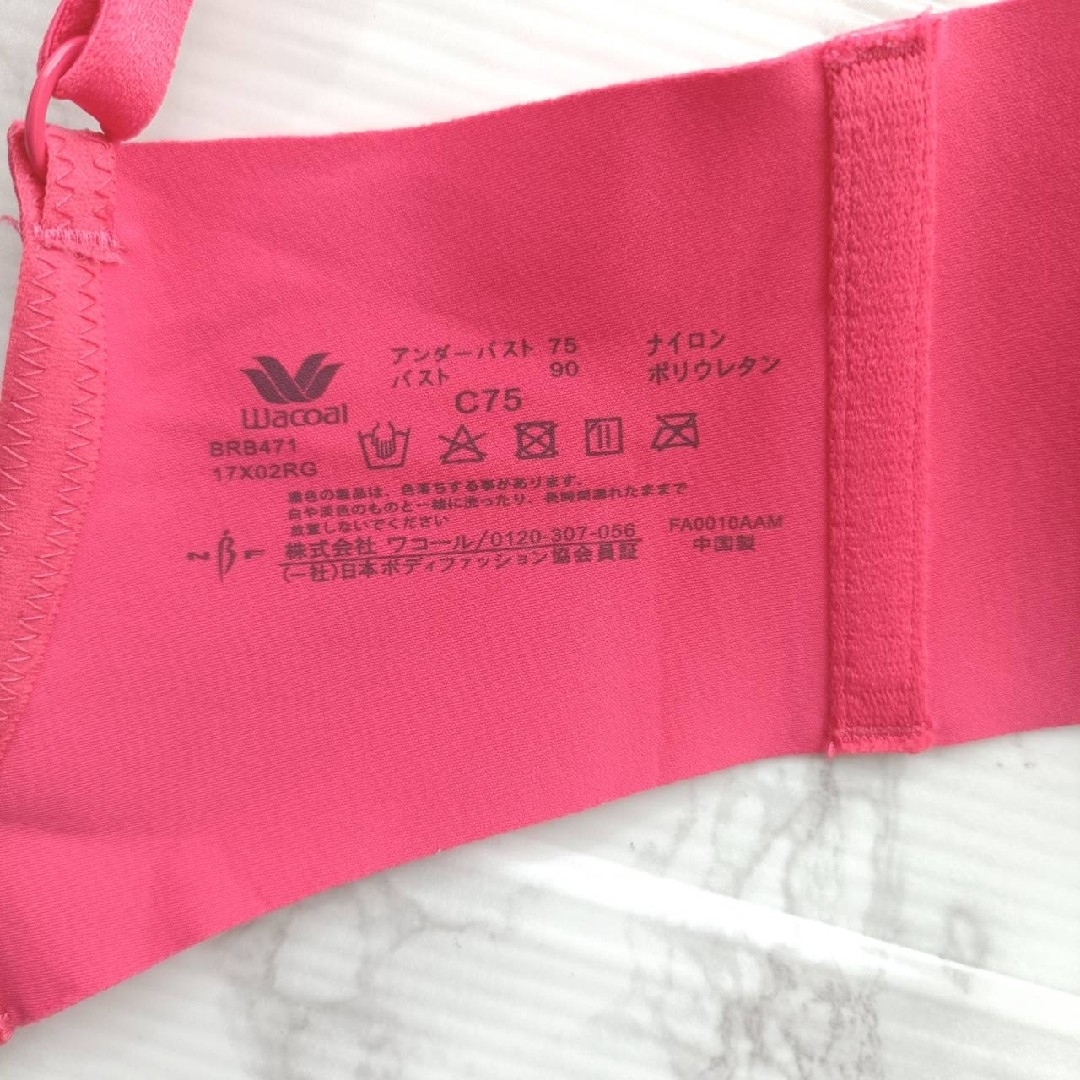 Wacoal
アンダーバスト 75
バスト 90
C75
ナイロン
ポリウレタン
BRB471
17X02RG
濃色の製品は、色落ちする事があります。
白や淡色のものと一緒に洗ったり、長時間濡れたままで
放置しないでください
株式会社 ワコール/0120-307-056
(一社)日本ボディファッション協会会員証
NBF
FA0010AAM
中国製